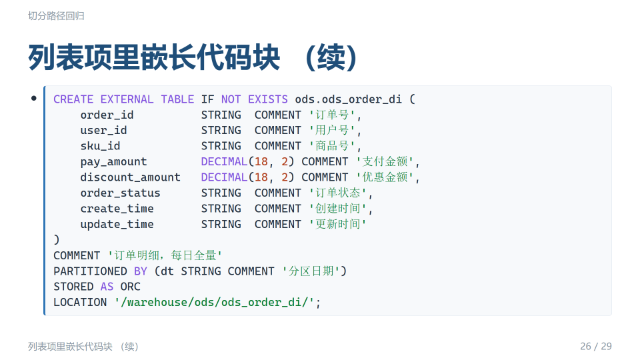 切分路径回归
列表项里嵌长代码块 （续）
• CREATE EXTERNAL TABLE IF NOT EXISTS ods.ods_order_di (
    order_id          STRING  COMMENT '订单号',
    user_id           STRING  COMMENT '用户号',
    sku_id            STRING  COMMENT '商品号',
    pay_amount        DECIMAL(18, 2) COMMENT '支付金额',
    discount_amount   DECIMAL(18, 2) COMMENT '优惠金额',
    order_status      STRING  COMMENT '订单状态',
    create_time       STRING  COMMENT '创建时间',
    update_time       STRING  COMMENT '更新时间'
)
COMMENT '订单明细，每日全量'
PARTITIONED BY (dt STRING COMMENT '分区日期')
STORED AS ORC
LOCATION '/warehouse/ods/ods_order_di/';
列表项里嵌长代码块 （续）
26 / 29